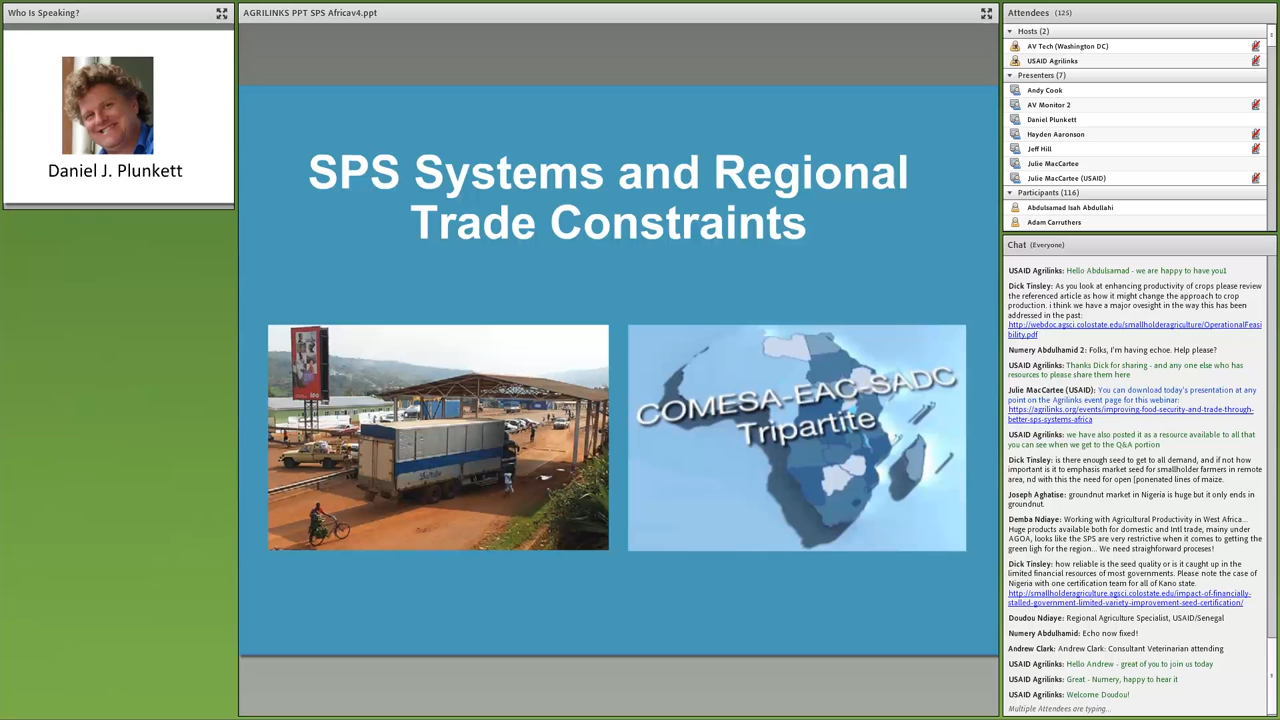 Who Is Speaking?
Daniel J. Plunkett
AGRILINKS PPT SPS Africav4.ppt
SPS Systems and Regional
Trade Constraints
COMESA-EAC-SADC
Tripartite
Attendees (125)
Hosts (2)
AV Tech (Washington DC)
USAID Agrilinks
Presenters (7)
Andy Cook
AV Monitor 2
Daniel Plunkett
Hayden Aaronson
Jeff Hill
Julie MacCartee
Julie MacCartee (USAID)
Participants (116)
Abdulsamad Isah Abdullahi
Adam Carruthers
Chat (Everyone)
USAID Agrilinks: Hello Abdulsamad - we are happy to have you1
Dick Tinsley: As you look at enhancing productivity of crops please review
the referenced article as how it might change the approach to crop
production. i think we have a major ovesight in the way this has been
addressed in the past:
http://webdoc.agsci.colostate.edu/smallholderagriculture/OperationalFeasi
bility.pdf
Numery Abdulhamid 2: Folks, I'm having echoe. Help please?
USAID Agrilinks: Thanks Dick for sharing - and any one else who has
resources to please share them here
Julie MacCartee (USAID): You can download today's presentation at any
point on the Agrilinks event page for this webinar:
https://agrilinks.org/events/improving-food-security-and-trade-through-
better-sps-systems-africa
USAID Agrilinks: we have also posted it as a resource available to all that
you can see when we get to the Q&A portion
Dick Tinsley: is there enough seed to get to all demand, and if not how
important is it to emphasis market seed for smallholder farmers in remote
area, nd with this the need for open [ponenated lines of maize.
Joseph Aghatise: groundnut market in Nigeria is huge but it only ends in
groundnut.
Demba Ndiaye: Working with Agricultural Productivity in West Africa...
Huge products available both for domestic and Intl trade, mainy under
AGOA, looks like the SPS are very restrictive when it comes to getting the
green ligh for the region... We need straighforward proceses!
Dick Tinsley: how reliable is the seed quality or is it caught up in the
limited financial resources of most governments. Please note the case of
Nigeria with one certification team for all of Kano state.
http://smallholderagriculture.agsci.colostate.edu/impact-of-financially-
stalled-government-limited-variety-improvement-seed-certification/
Doudou Ndiaye: Regional Agriculture Specialist, USAID/Senegal
Numery Abdulhamid: Echo now fixed!
Andrew Clark: Andrew Clark: Consultant Veterinarian attending
USAID Agrilinks: Hello Andrew - great of you to join us today
USAID Agrilinks: Great - Numery, happy to hear it
USAID Agrilinks: Welcome Doudou!
Multiple Attendees are typing...